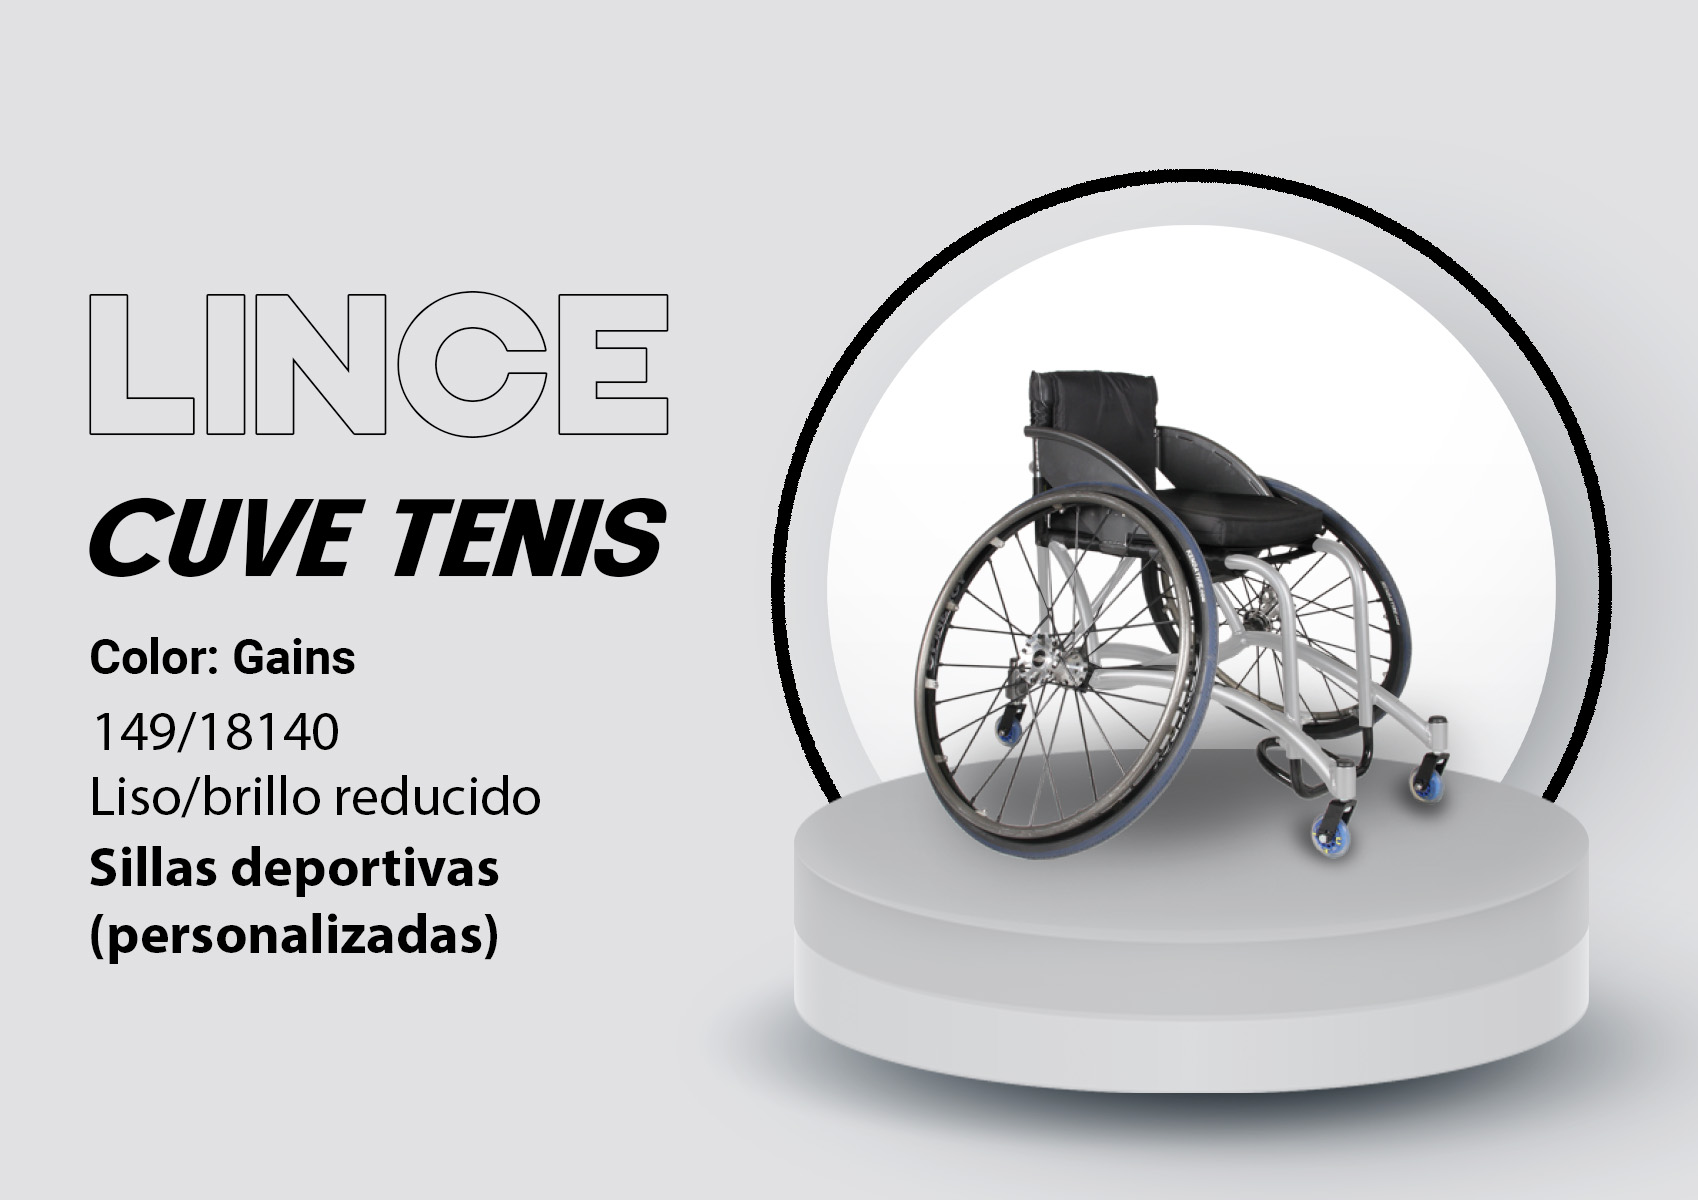 LINCE
CUVE TENIS
Color: Gains
149/18140
Liso/brillo reducido
Sillas deportivas
(personalizadas)